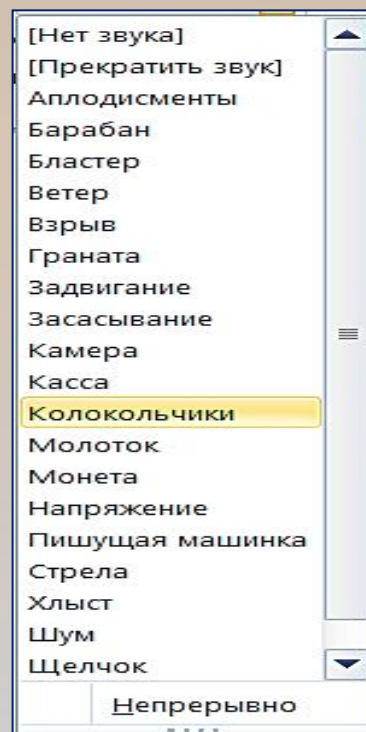 [Нет звука]
[Прекратить звук]
Аплодисменты
Барабан
Бластер
Ветер
Взрыв
Граната
Задвигание
Засасывание
Камера
Касса
Колокольчики
Молоток
Монета
Напряжение
Пишущая машинка
Стрела
Хлыст
Шум
Щелчок
Непрерывно